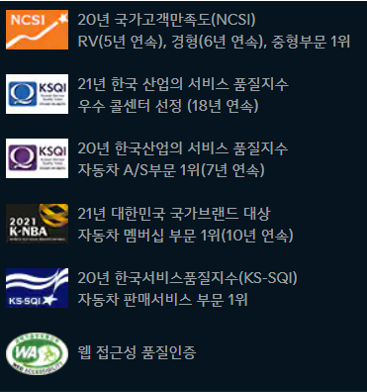 NCSI
20년 국가고객만족도(NCSI)
RV(5년 연속), 경형(6년 연속), 중형부문 1위
KSQI
21년 한국 산업의 서비스 품질지수
우수 콜센터 선정 (18년 연속)
KSQI
20년 한국산업의 서비스 품질지수
자동차 A/S부문 1위(7년 연속)
2021
K-NBA
21년 대한민국 국가브랜드 대상
자동차 멤버십 부문 1위(10년 연속)
KS-SQI
20년 한국서비스품질지수(KS-SQI)
자동차 판매서비스 부문 1위
WA
WEB ACCESSIBILITY
웹 접근성 품질인증